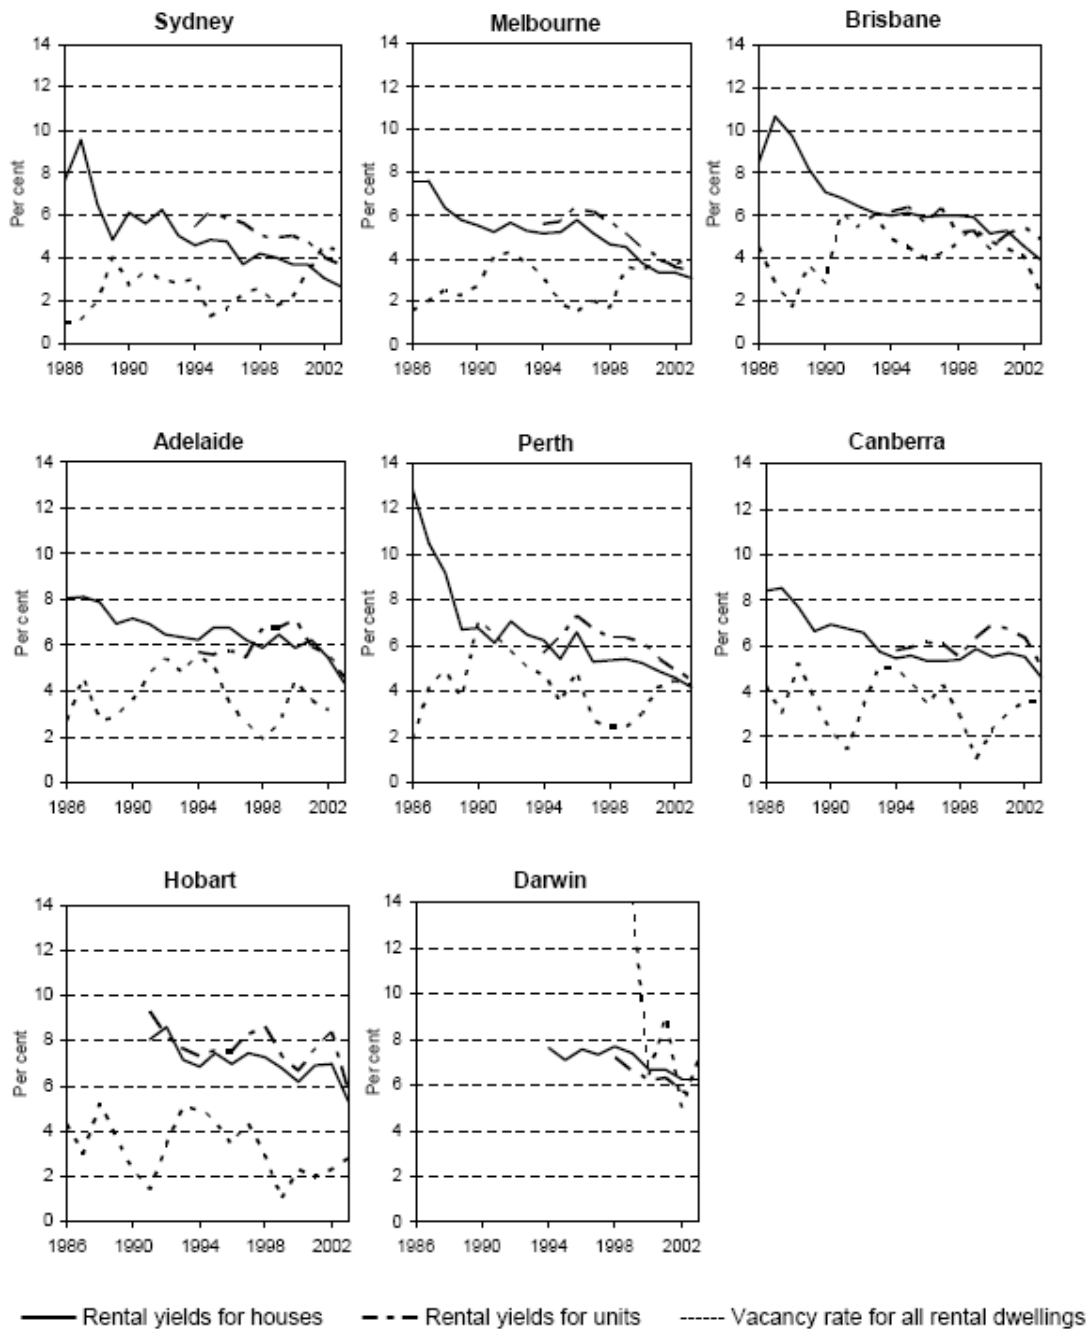 Sydney Melbourne Brisbane
14 14 14
12 12 12
10 10 10
8 8 8
6 6 6
4 4 4
2 2 2
0 0 0
Per cent Per cent Per cent
1986 1990 1994 1998 2002 1986 1990 1994 1998 2002 1986 1990 1994 1998 2002
Adelaide Perth Canberra
14 14 14
12 12 12
10 10 10
8 8 8
6 6 6
4 4 4
2 2 2
0 0 0
Per cent Per cent Per cent
1986 1990 1994 1998 2002 1986 1990 1994 1998 2002 1986 1990 1994 1998 2002
Hobart Darwin
14 14
12 12
10 10
8 8
6 6
4 4
2 2
0 0
Per cent Per cent
1986 1990 1994 1998 2002 1986 1990 1994 1998 2002
Rental yields for houses Rental yields for units Vacancy rate for all rental dwellings